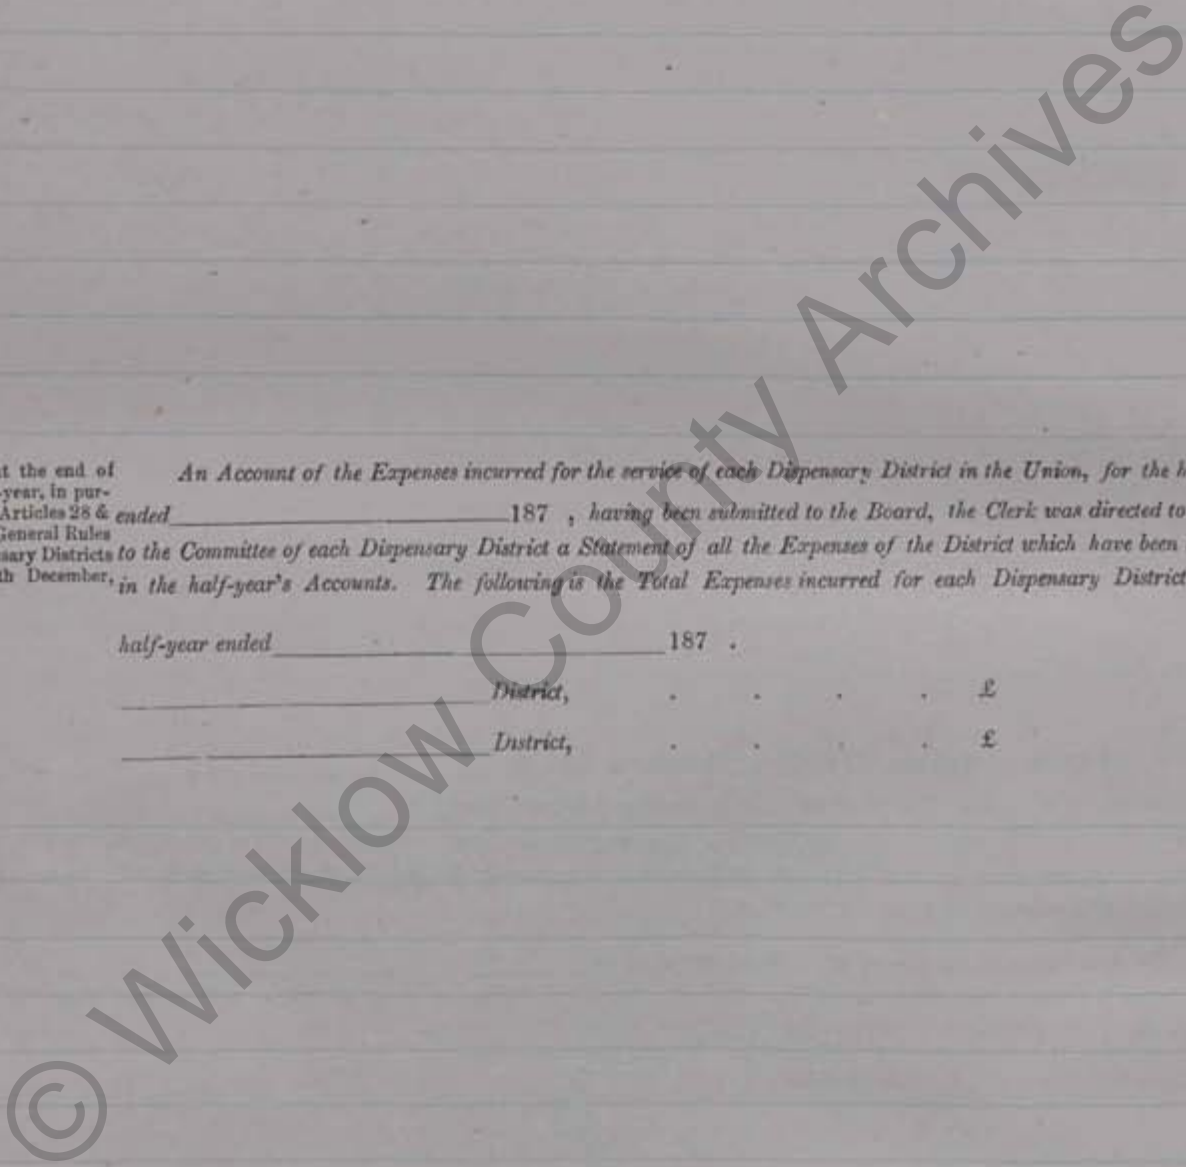 t the end of
-year, in pur-
Articles 28 &
General Rules
sary Districts
th December,
An Account of the Expenses incurred for the service of each Dispensary District in the Union, for the h
ended 187 , having been submitted to the Board, the Clerk was directed to
to the Committee of each Dispensary District a Statement of all the Expenses of the District which have been
in the half-year's Accounts. The following is the Total Expenses incurred for each Dispensary District
half-year ended 187 .
District, . . . . £
District, . . . . £
© Wicklow County Archives